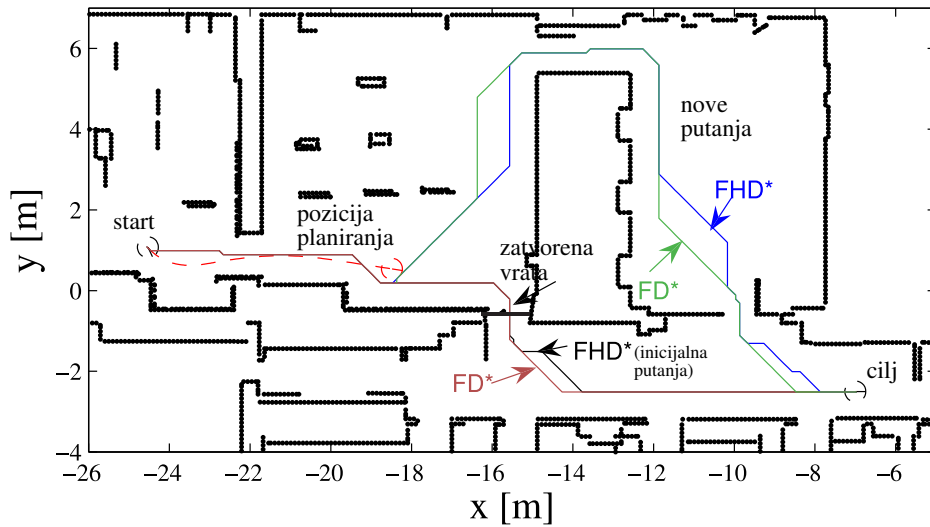 y [m]
6
4
2
0
−2
−4
−26
−24
−22
−20
−18
−16
−14
−12
−10
−8
−6
x [m]
start
pozicija
planiranja
zatvorena
vrata
nove
putanja
FHD*
FD*
FHD* (inicijalna
putanja)
FD*
cilj